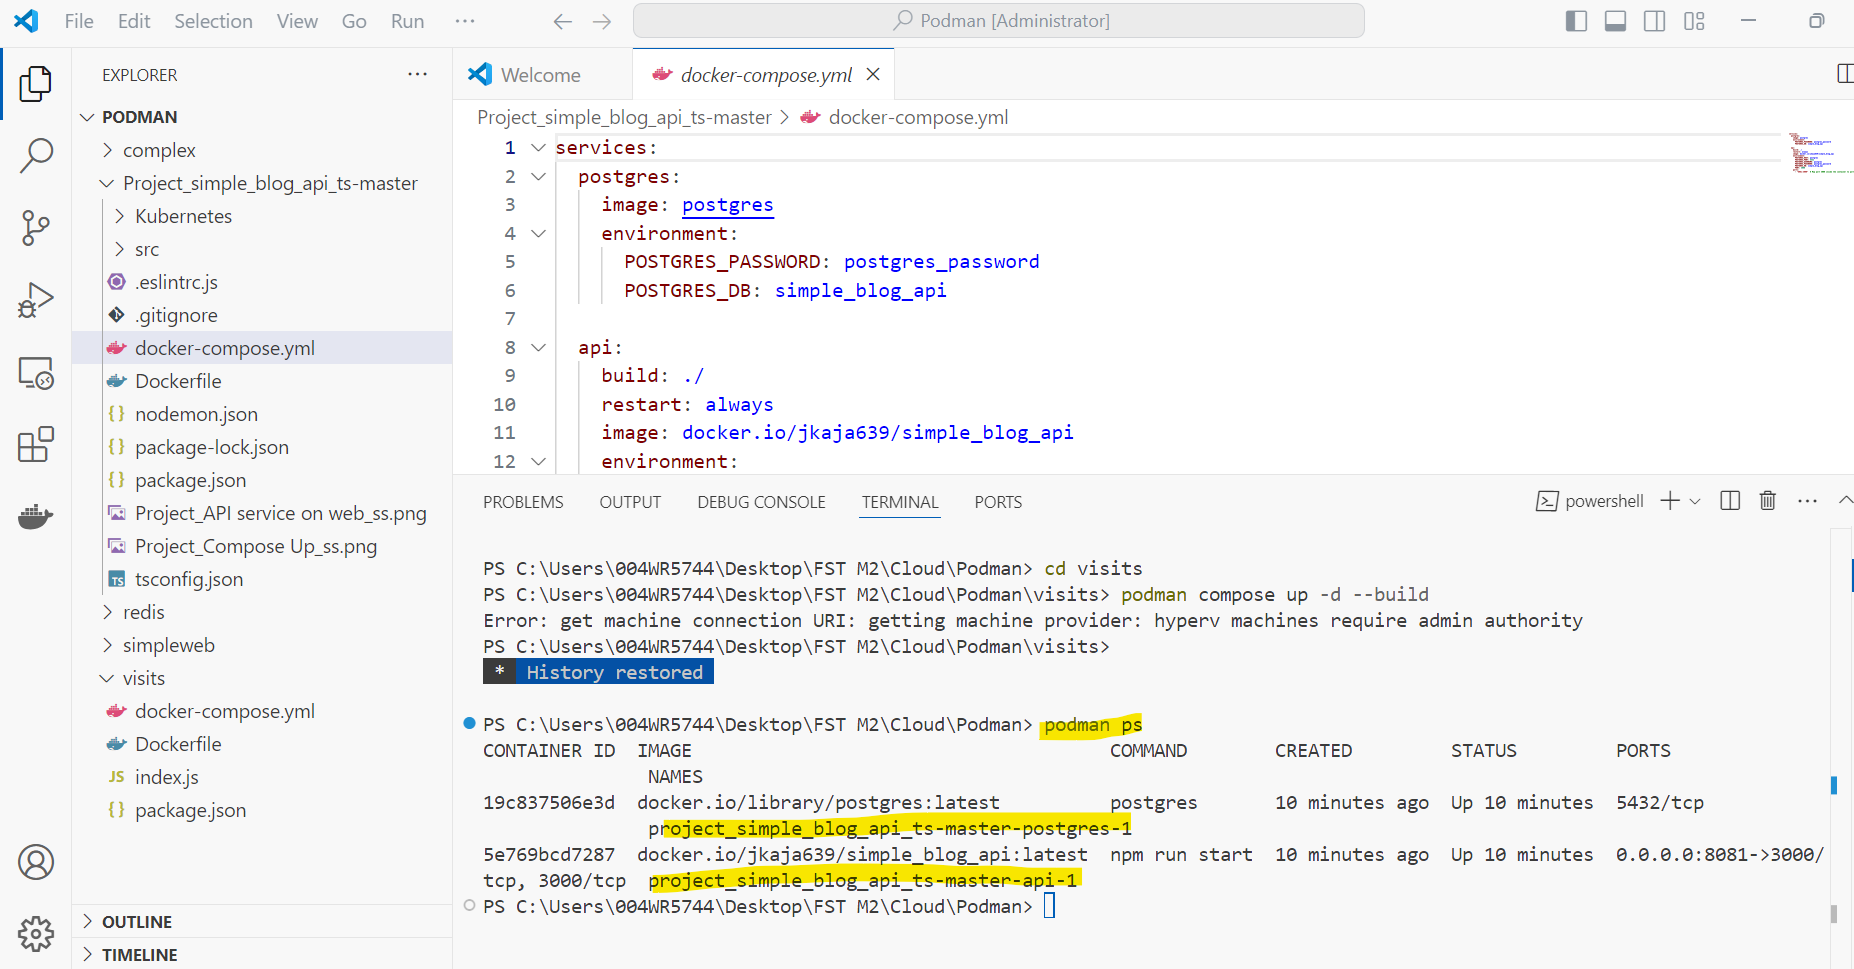 File Edit Selection View Go Run ···
Podman [Administrator]
EXPLORER ···
PODMAN
complex
Project_simple_blog_api_ts-master
Kubernetes
src
.eslintrc.js
.gitignore
docker-compose.yml
Dockerfile
{} nodemon.json
{} package-lock.json
{} package.json
Project_API service on web_ss.png
Project_Compose Up_ss.png
TS tsconfig.json
redis
simpleweb
visits
docker-compose.yml
Dockerfile
JS index.js
{} package.json
OUTLINE
TIMELINE
Welcome
docker-compose.yml
Project_simple_blog_api_ts-master > docker-compose.yml
1 services:
2 postgres:
3 image: postgres
4 environment:
5 POSTGRES_PASSWORD: postgres_password
6 POSTGRES_DB: simple_blog_api
7
8 api:
9 build: ./
10 restart: always
11 image: docker.io/jkaja639/simple_blog_api
12 environment:
PROBLEMS OUTPUT DEBUG CONSOLE TERMINAL PORTS
powershell
PS C:\Users\004WR5744\Desktop\FST M2\Cloud\Podman> cd visits
PS C:\Users\004WR5744\Desktop\FST M2\Cloud\Podman\visits> podman compose up -d --build
Error: get machine connection URI: getting machine provider: hyperv machines require admin authority
PS C:\Users\004WR5744\Desktop\FST M2\Cloud\Podman\visits>
* History restored
PS C:\Users\004WR5744\Desktop\FST M2\Cloud\Podman> podman ps
CONTAINER ID IMAGE COMMAND CREATED STATUS PORTS
NAMES
19c837506e3d docker.io/library/postgres:latest postgres 10 minutes ago Up 10 minutes 5432/tcp
project_simple_blog_api_ts-master-postgres-1
5e769bcd7287 docker.io/jkaja639/simple_blog_api:latest npm run start 10 minutes ago Up 10 minutes 0.0.0.0:8081->3000/
tcp, 3000/tcp project_simple_blog_api_ts-master-api-1
PS C:\Users\004WR5744\Desktop\FST M2\Cloud\Podman>